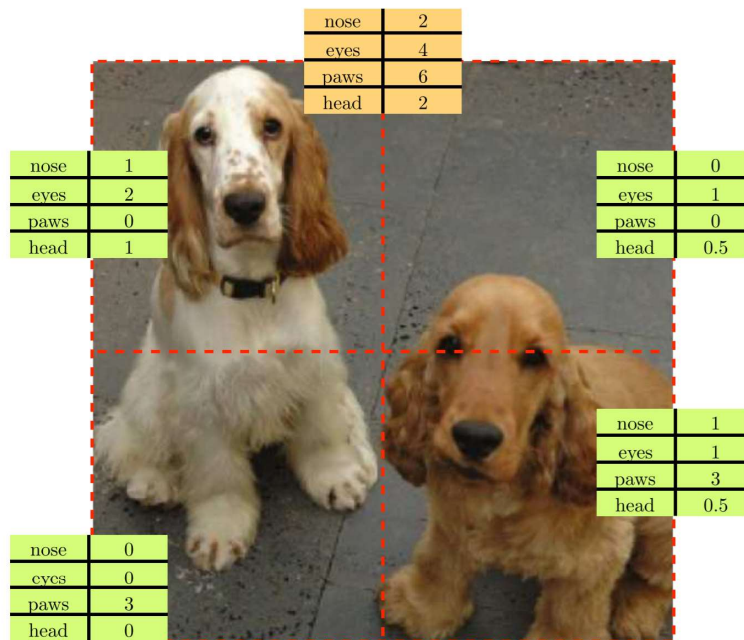 nose 2
eyes 4
paws 6
head 2
nose 1
eyes 2
paws 0
head 1
nose 0
eyes 1
paws 0
head 0.5
nose 1
eyes 1
paws 3
head 0.5
nose 0
eyes 0
paws 3
head 0